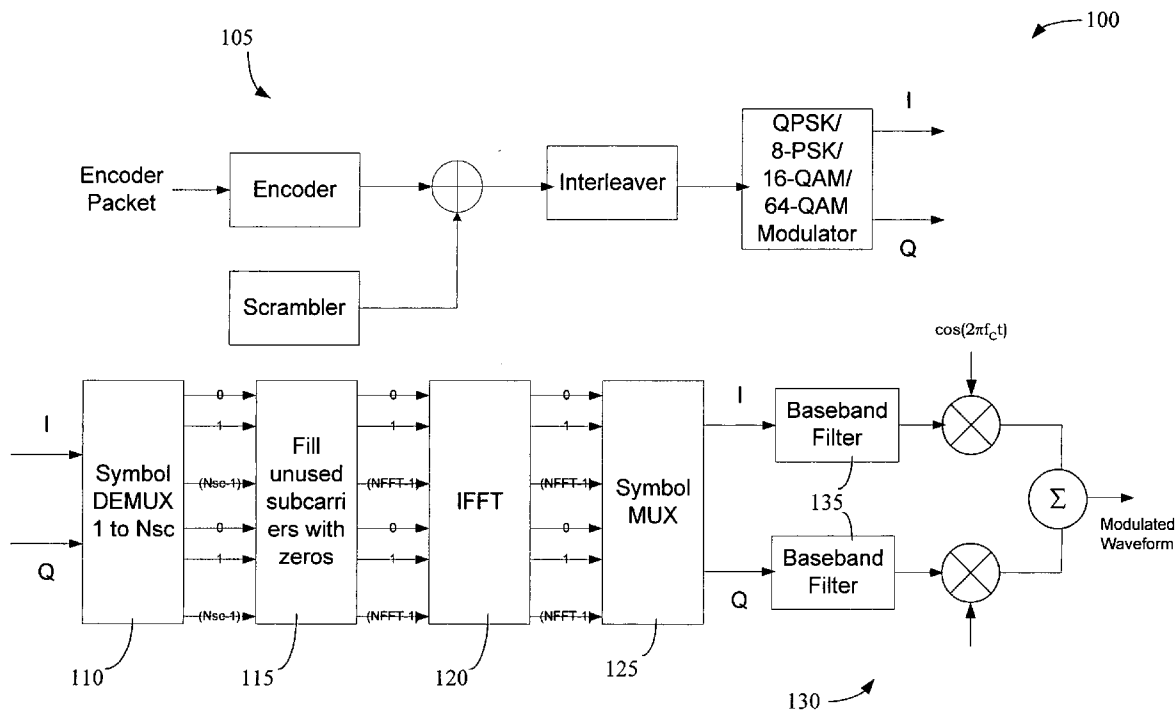 100
105
I
QPSK/
8-PSK/
16-QAM/
64-QAM
Modulator
Q
Encoder
Packet
Encoder
Interleaver
Scrambler
cos(2πfct)
I
Q
Symbol
DEMUX
1 to Nsc
0
1
(Nsc-1)
0
1
(Nsc-1)
Fill
unused
subcarri
ers with
zeros
0
1
(NFFT-1)
0
1
(NFFT-1)
IFFT
0
1
(NFFT-1)
0
1
(NFFT-1)
Symbol
MUX
I
Q
Baseband
Filter
135
Baseband
Filter
Σ
Modulated
Waveform
110
115
120
125
130